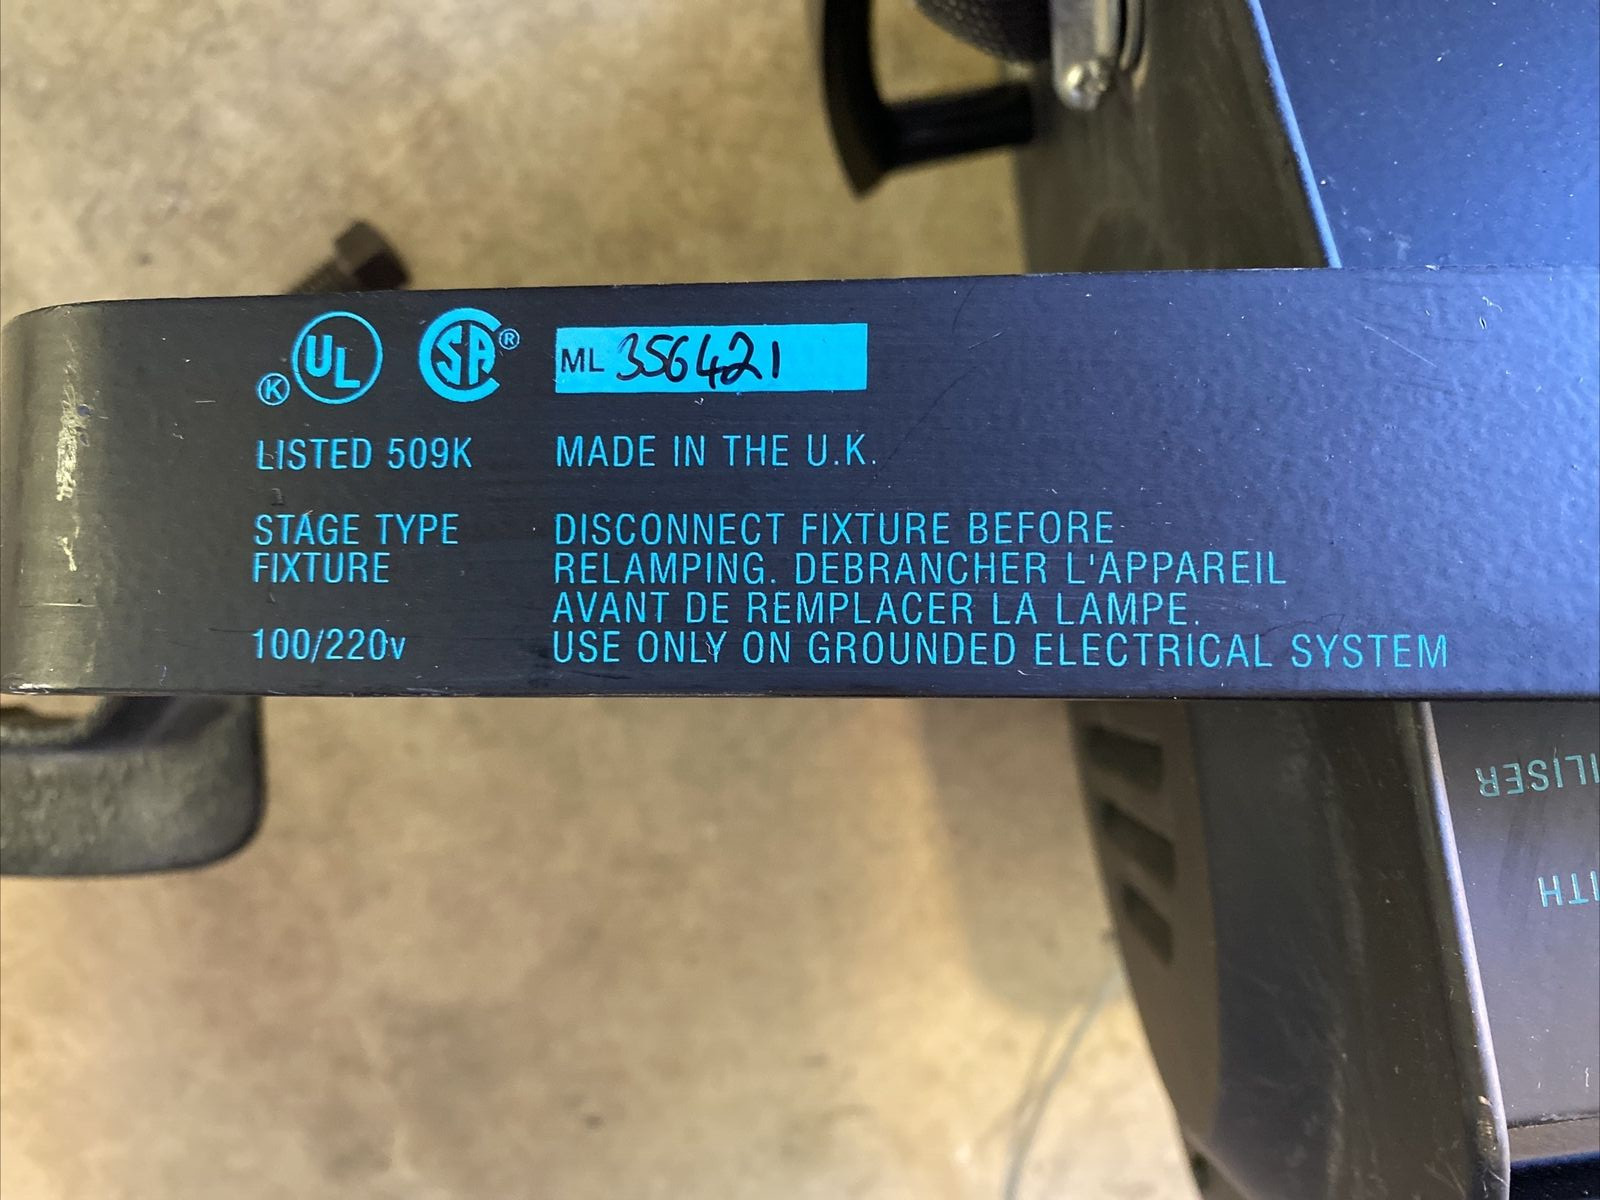 K UL SA® ML 356421
LISTED 509K MADE IN THE U.K.
STAGE TYPE
FIXTURE
100/220v
DISCONNECT FIXTURE BEFORE
RELAMPING. DEBRANCHER L'APPAREIL
AVANT DE REMPLACER LA LAMPE.
USE ONLY ON GROUNDED ELECTRICAL SYSTEM